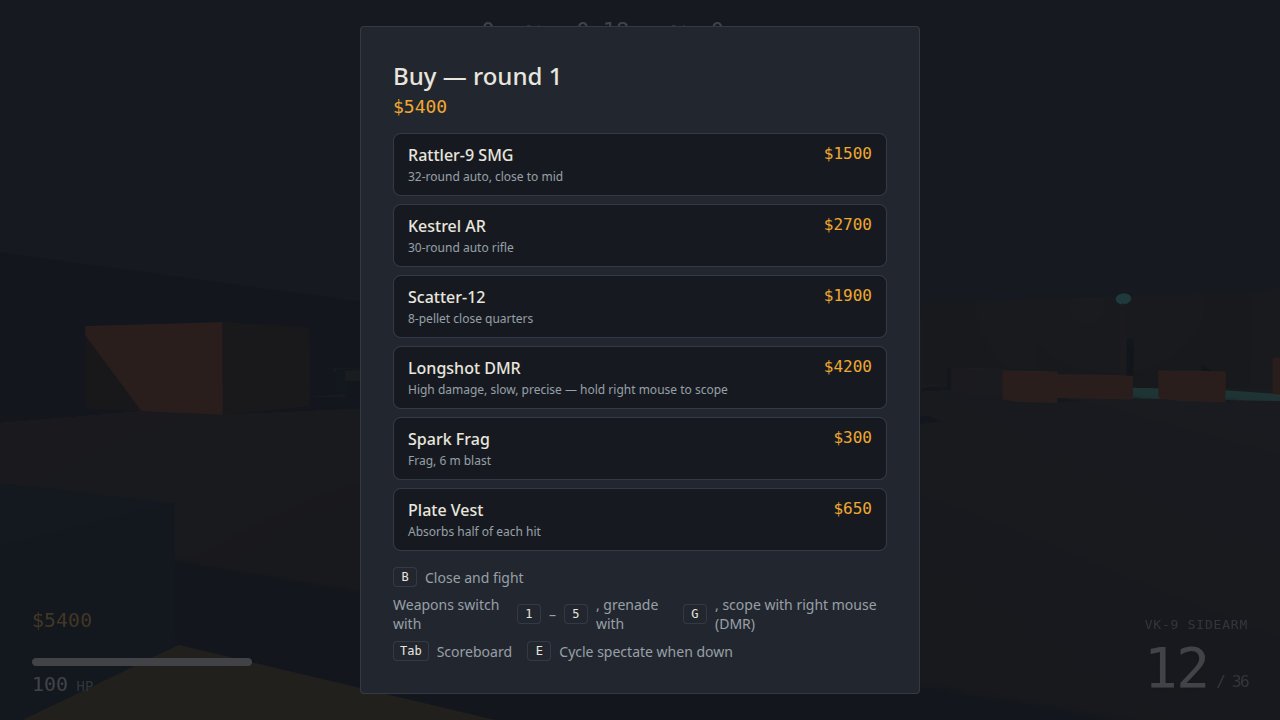 Buy — round 1
$5400
Rattler-9 SMG
$1500
32-round auto, close to mid
Kestrel AR
$2700
30-round auto rifle
Scatter-12
$1900
8-pellet close quarters
Longshot DMR
$4200
High damage, slow, precise — hold right mouse to scope
Spark Frag
$300
Frag, 6 m blast
Plate Vest
$650
Absorbs half of each hit
B Close and fight
Weapons switch with 1 – 5 , grenade with G , scope with right mouse (DMR)
Tab Scoreboard E Cycle spectate when down
$5400
100 HP
VK-9 SIDEARM
12 / 36